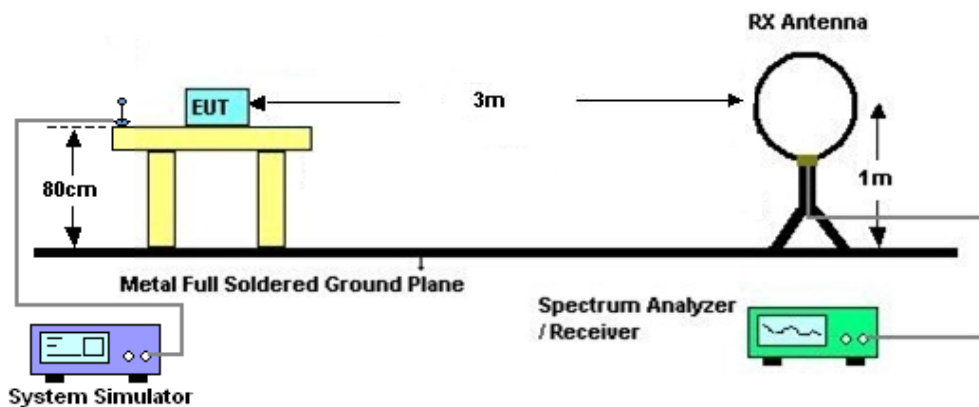 RX Antenna
EUT
3m
80cm
1m
Metal Full Soldered Ground Plane
Spectrum Analyzer
/ Receiver
System Simulator